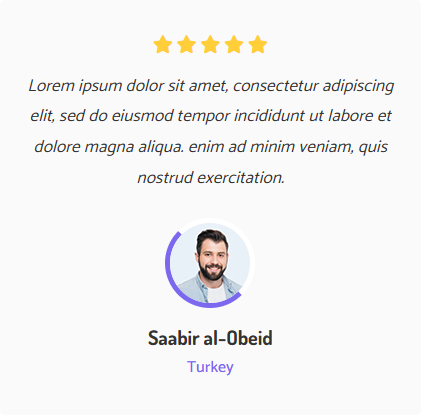 Lorem ipsum dolor sit amet, consectetur adipiscing
elit, sed do eiusmod tempor incididunt ut labore et
dolore magna aliqua. enim ad minim veniam, quis
nostrud exercitation.
Saabir al-Obeid
Turkey